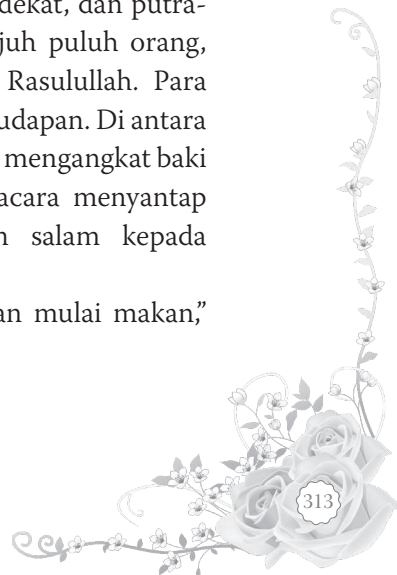 dekat, dan putra-
juh puluh orang,
Rasulullah. Para
udapan. Di antara
mengangkat baki
acara menyantap
salam kepada
an mulai makan,”
313